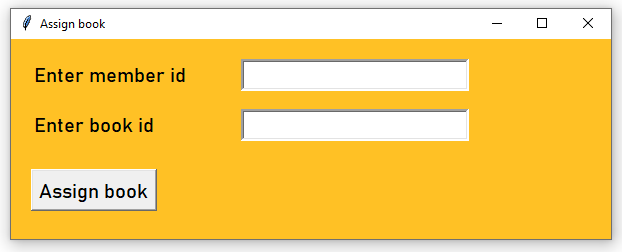 Assign book
Enter member id
Enter book id
Assign book